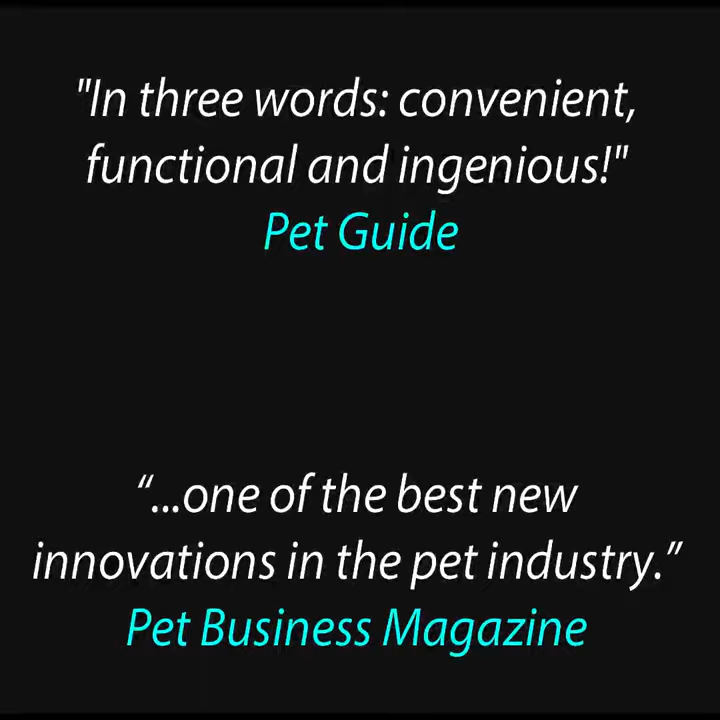 "In three words: convenient,
functional and ingenious!"
Pet Guide
“...one of the best new
innovations in the pet industry.”
Pet Business Magazine